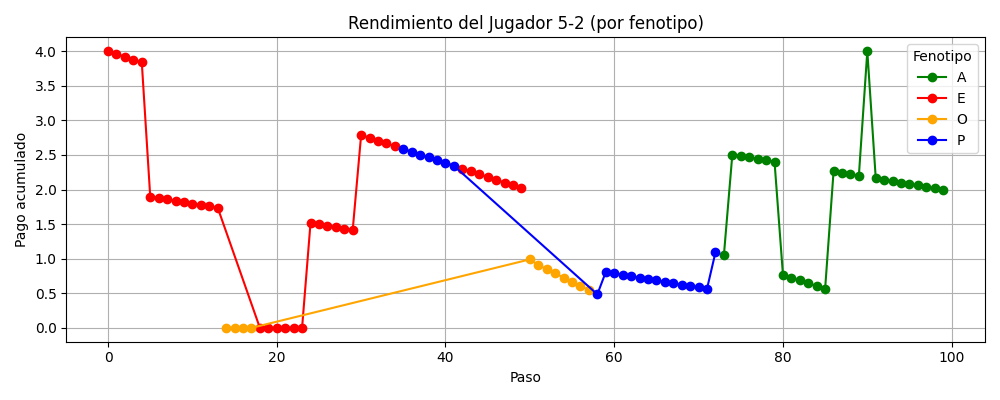 Rendimiento del Jugador 5-2 (por fenotipo)
Pago acumulado
4.0
3.5
3.0
2.5
2.0
1.5
1.0
0.5
0.0
Fenotipo
A
E
O
P
0 20 40 60 80 100
Paso